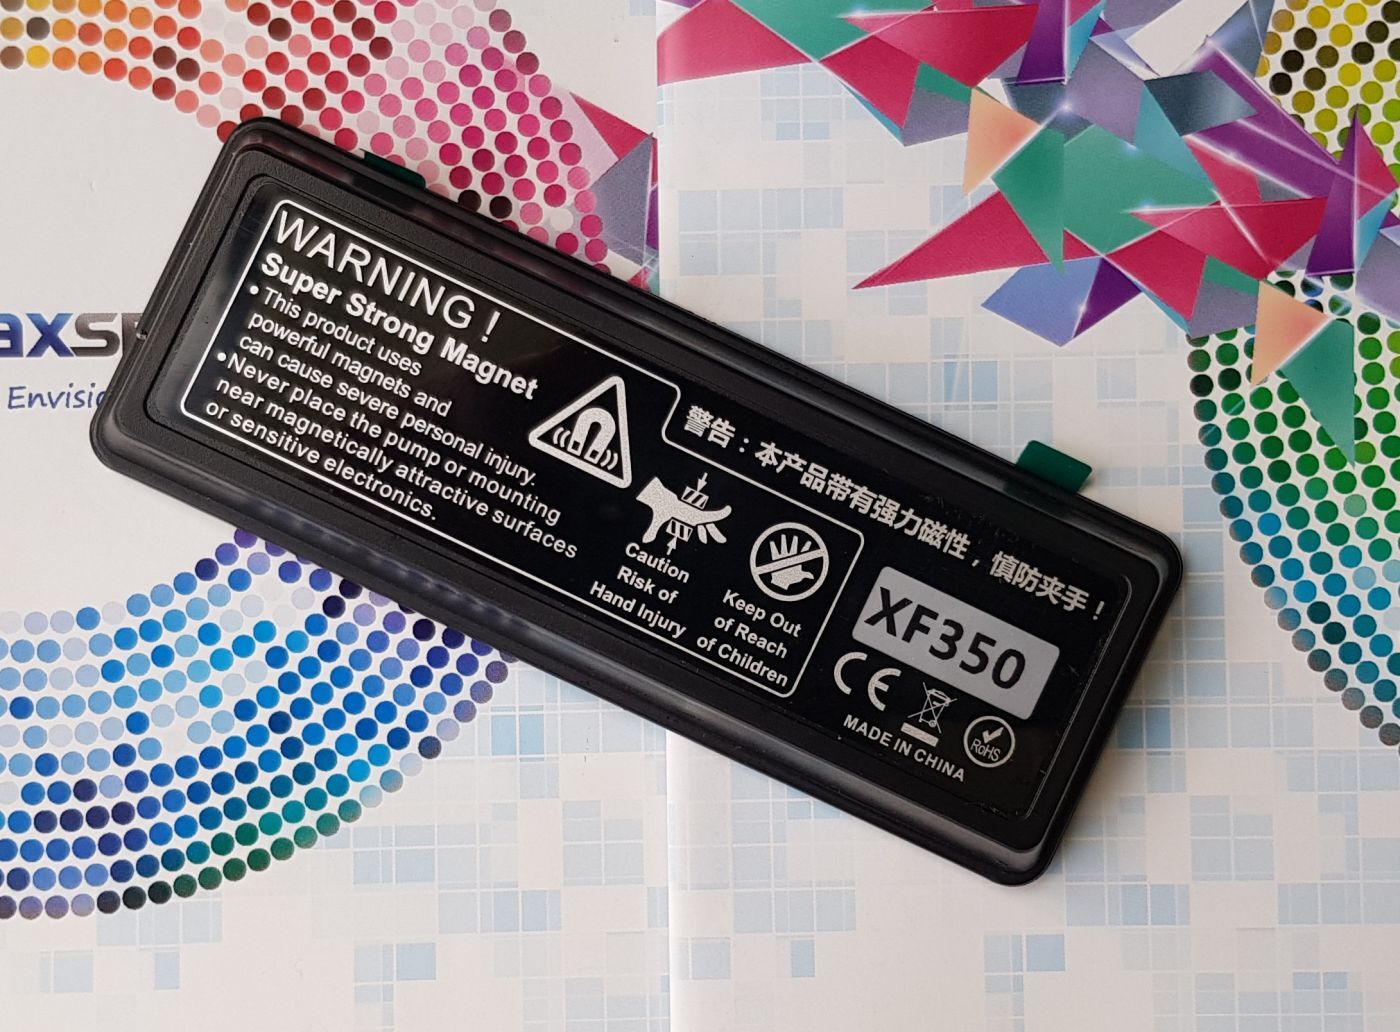 WARNING !
Super Strong Magnet
• This product uses
powerful magnets and
can cause severe personal injury.
• Never place the pump or mounting
near magnetically attractive surfaces
or sensitive electronics.
Caution
Risk of
Hand Injury
Keep Out
of Reach
of Children
警告：本产品带有强力磁性，慎防夹手！
XF350
CE
RoHS
MADE IN CHINA